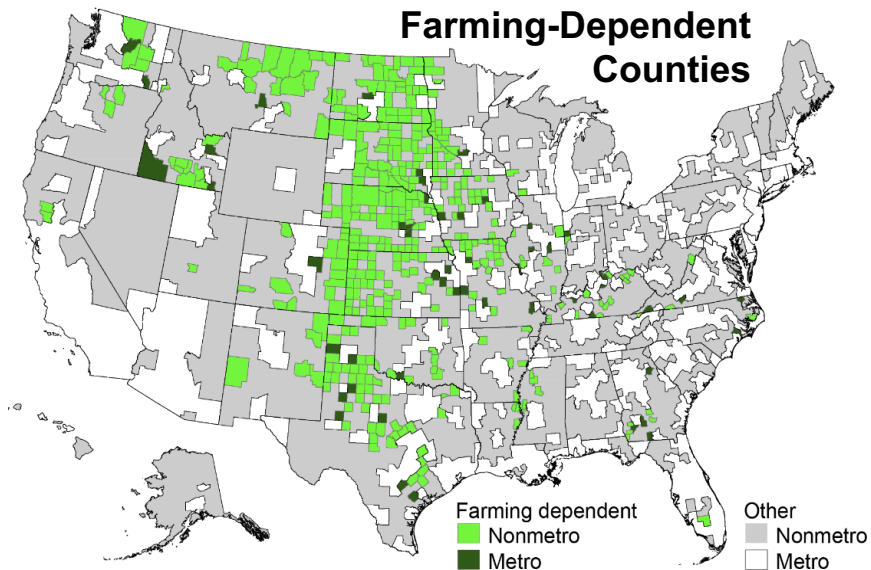 Farming-Dependent
Counties
Farming dependent
Nonmetro
Metro
Other
Nonmetro
Metro